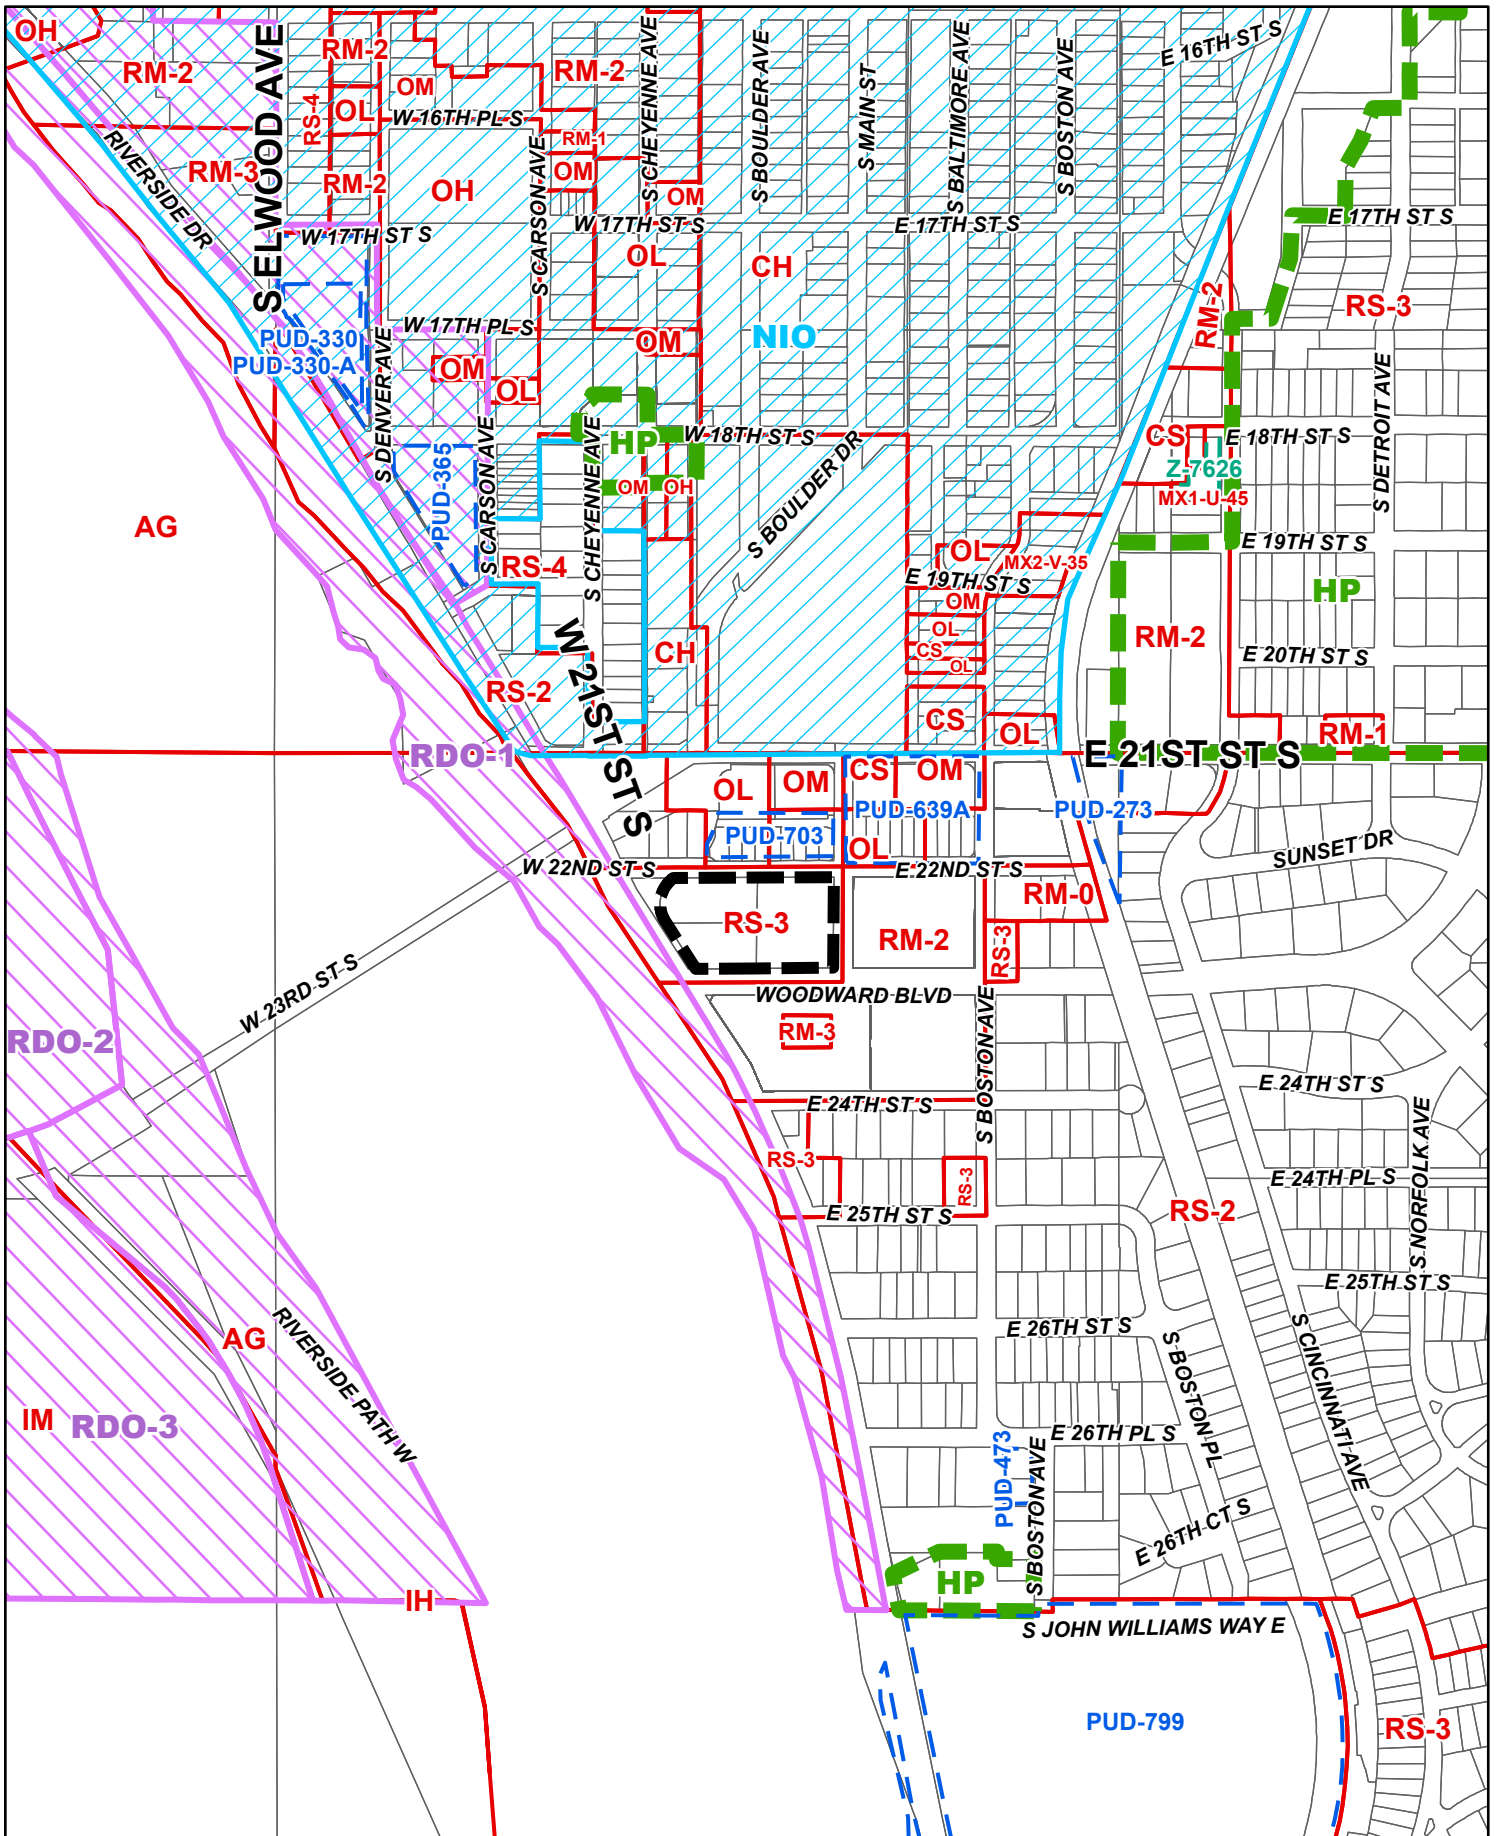 OH
RM-2
S ELWOOD AVE
RM-2
RS-4
OL
OM
RM-2
S CHEYENNE AVE
S BOULDER AVE
S MAIN ST
S BALTIMORE AVE
S BOSTON AVE
E 16TH ST S
W 16TH PL S
RIVERSIDE DR
RM-3
RM-2
OH
S CARSON AVE
RM-1
OM
OM
W 17TH ST S
W 17TH ST S
E 17TH ST S
E 17TH ST S
OL
CH
RM-2
RS-3
PUD-330
PUD-330-A
S DENVER AVE
W 17TH PL S
OM
OL
OM
NIO
S DETROIT AVE
S CARSON AVE
S CHEYENNE AVE
HP
W 18TH ST S
S BOULDER DR
CS
E 18TH ST S
Z-7626
MX1-U-45
PUD-365
OM
OH
AG
RS-4
OL
MX2-V-35
E 19TH ST S
E 19TH ST S
HP
OM
OL
CS
OL
RM-2
E 20TH ST S
CH
W 21ST ST S
RS-2
CS
OL
RM-1
RDO-1
E 21ST ST S
OL
OM
CS
OM
PUD-703
PUD-639A
OL
PUD-273
SUNSET DR
W 22ND ST S
E 22ND ST S
RS-3
RM-2
RM-0
RS-3
W 23RD ST S
WOODWARD BLVD
RM-3
RDO-2
S BOSTON AVE
E 24TH ST S
E 24TH ST S
S NORFOLK AVE
RS-3
RS-3
E 24TH PL S
RS-2
E 25TH ST S
E 25TH ST S
AG
RIVERSIDE PATH W
E 26TH ST S
S BOSTON PL
S CINCINNATI AVE
IM
RDO-3
E 26TH PL S
PUD-473
S BOSTON AVE
E 26TH CT S
HP
IH
S JOHN WILLIAMS WAY E
PUD-799
RS-3